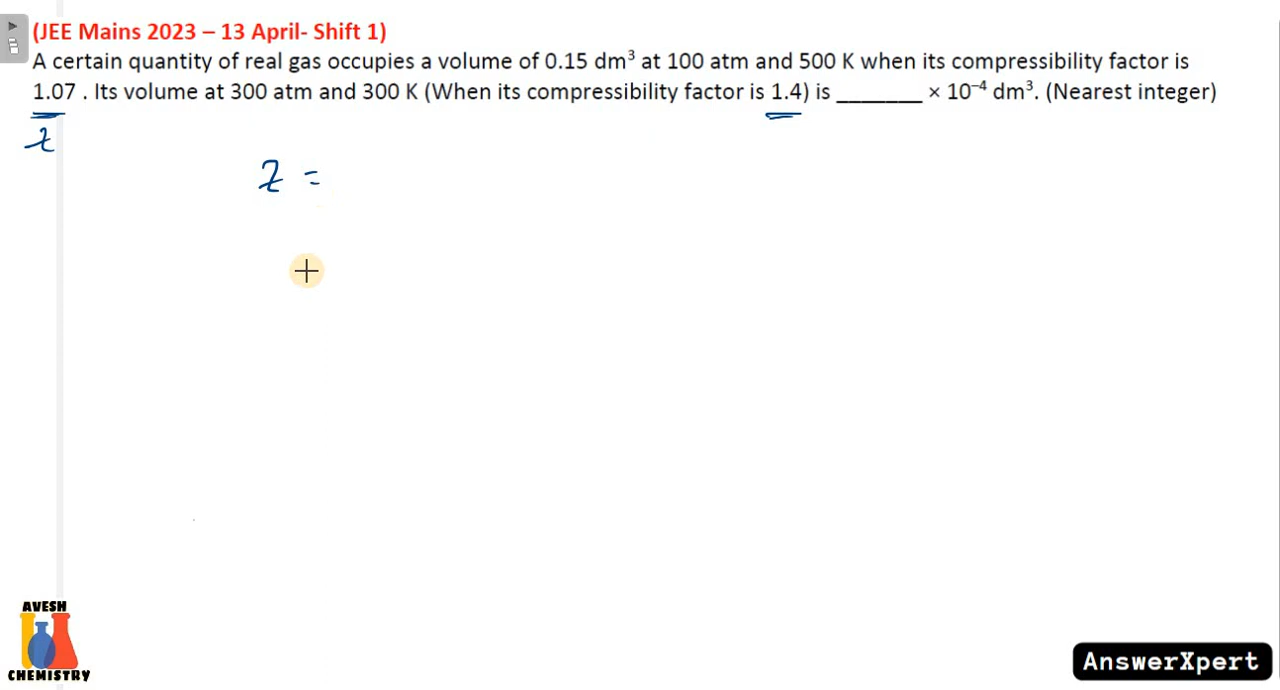 (JEE Mains 2023 – 13 April- Shift 1)
A certain quantity of real gas occupies a volume of 0.15 dm³ at 100 atm and 500 K when its compressibility factor is
1.07 . Its volume at 300 atm and 300 K (When its compressibility factor is 1.4) is _______ × 10⁻⁴ dm³. (Nearest integer)
z
z =
AVESH
CHEMISTRY
AnswerXpert